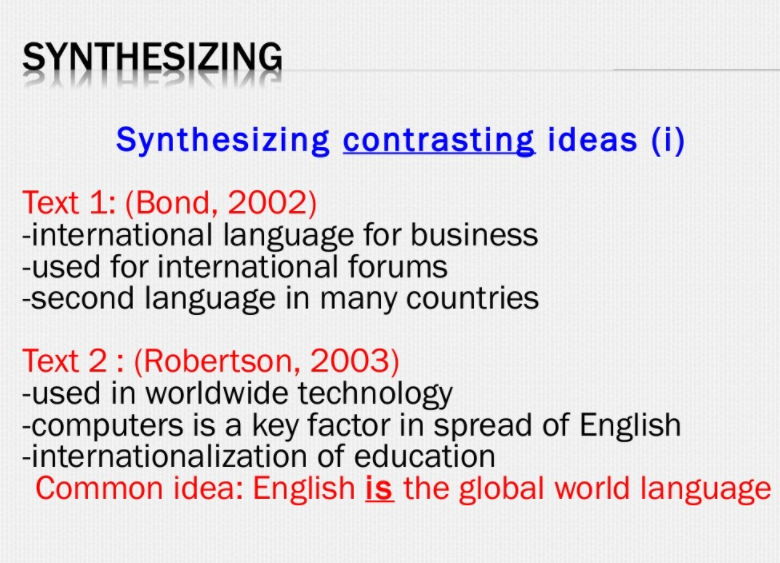 SYNTHESIZING
Synthesizing contrasting ideas (i)
Text 1: (Bond, 2002)
-international language for business
-used for international forums
-second language in many countries
Text 2 : (Robertson, 2003)
-used in worldwide technology
-computers is a key factor in spread of English
-internationalization of education
Common idea: English is the global world language